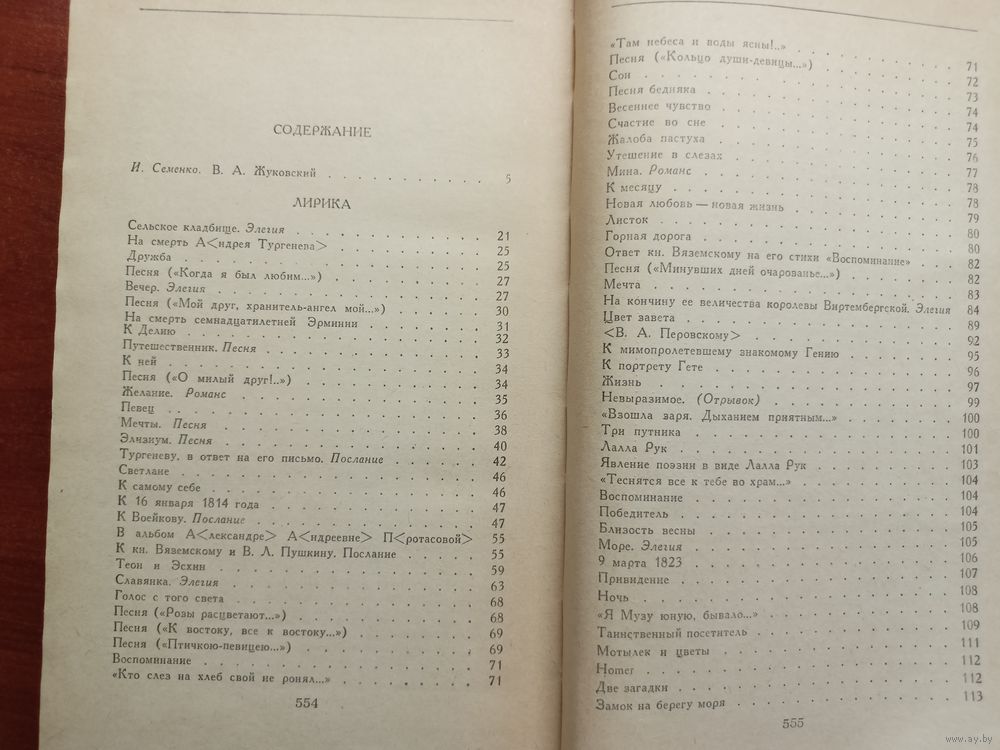 СОДЕРЖАНИЕ
И. Семенко. В. А. Жуковский . . . . . . . . . . 5
ЛИРИКА
Сельское кладбище. Элегия . . . . . . . . . . 21
На смерть А<ндрея Тургенева> . . . . . . . . . . 25
Дружба . . . . . . . . . . 25
Песня («Когда я был любим...») . . . . . . . . . . 27
Вечер. Элегия . . . . . . . . . . 27
Песня («Мой друг, хранитель-ангел мой...») . . . . . . . 30
На смерть семнадцатилетней Эрминии . . . . . . . . 31
К Делию . . . . . . . . . . 32
Путешественник. Песня . . . . . . . . . . 33
К ней . . . . . . . . . . 34
Песня («О милый друг!..») . . . . . . . . . . 34
Желание. Романс . . . . . . . . . . 35
Певец . . . . . . . . . . 36
Мечты. Песня . . . . . . . . . . 38
Элизиум. Песня . . . . . . . . . . 40
Тургеневу, в ответ на его письмо. Послание . . . . . . 42
Светлане . . . . . . . . . . 46
К самому себе . . . . . . . . . . 46
К 16 января 1814 года . . . . . . . . . . 47
К Воейкову. Послание . . . . . . . . . . 47
В альбом А<лександре> А<ндреевне> П<ротасовой> 55
К кн. Вяземскому и В. Л. Пушкину. Послание . . . . . 55
Теон и Эсхин . . . . . . . . . . 59
Славянка. Элегия . . . . . . . . . . 63
Голос с того света . . . . . . . . . . 68
Песня («Розы расцветают...») . . . . . . . . . . 68
Песня («К востоку, все к востоку...») . . . . . . . . 69
Песня («Птичкою-певицею...») . . . . . . . . . . 69
Воспоминание . . . . . . . . . . 71
«Кто слез на хлеб свой не ронял...» . . . . . . . . 71
554
«Там небеса и воды ясны!..» . . . . . . . . . . 71
Песня («Кольцо души-девицы...») . . . . . . . . . 72
Сон . . . . . . . . . . 73
Песня бедняка . . . . . . . . . . 74
Весеннее чувство . . . . . . . . . . 74
Счастие во сне . . . . . . . . . . 75
Жалоба пастуха . . . . . . . . . . 76
Утешение в слезах . . . . . . . . . . 77
Мина. Романс . . . . . . . . . . 78
К месяцу . . . . . . . . . . 78
Новая любовь — новая жизнь . . . . . . . . . . 79
Листок . . . . . . . . . . 80
Горная дорога . . . . . . . . . . 80
Ответ кн. Вяземскому на его стихи «Воспоминание» . . 82
Песня («Минувших дней очарованье...») . . . . . . . 82
Мечта . . . . . . . . . . 83
На кончину ее величества королевы Виртембергской. Элегия 84
Цвет завета . . . . . . . . . . 89
<В. А. Перовскому> . . . . . . . . . . 92
К мимопролетевшему знакомому Гению . . . . . . . 95
К портрету Гете . . . . . . . . . . 96
Жизнь . . . . . . . . . . 97
Невыразимое. (Отрывок) . . . . . . . . . . 99
«Взошла заря. Дыханием приятным...» . . . . . . . 100
Три путника . . . . . . . . . . 100
Лалла Рук . . . . . . . . . . 101
Явление поэзии в виде Лалла Рук . . . . . . . . . 103
«Теснятся все к тебе во храм...» . . . . . . . . . 104
Воспоминание . . . . . . . . . . 104
Победитель . . . . . . . . . . 104
Близость весны . . . . . . . . . . 105
Море. Элегия . . . . . . . . . . 105
9 марта 1823 . . . . . . . . . . 106
Привидение . . . . . . . . . . 107
Ночь . . . . . . . . . . 108
«Я Музу юную, бывало...» . . . . . . . . . . 108
Таинственный посетитель . . . . . . . . . . 109
Мотылек и цветы . . . . . . . . . . 111
Homer . . . . . . . . . . 112
Две загадки . . . . . . . . . . 112
Замок на берегу моря . . . . . . . . . . 113
555
www.ay.by